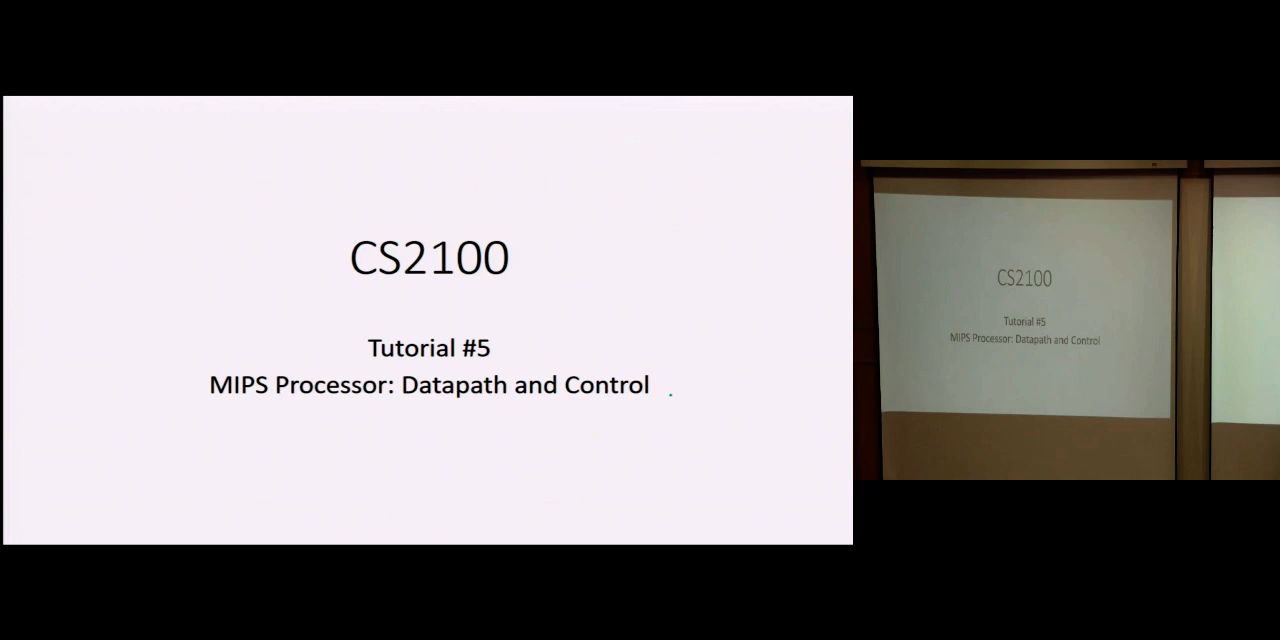 CS2100
Tutorial #5
MIPS Processor: Datapath and Control
CS2100
Tutorial #5
MIPS Processor: Datapath and Control